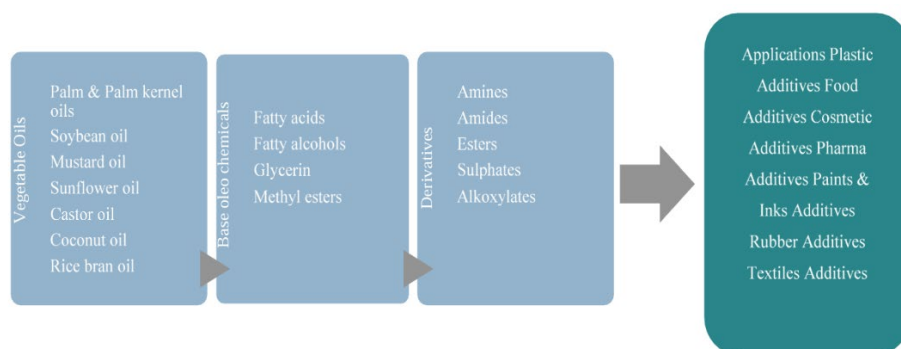 Vegetable Oils
Palm & Palm kernel
oils
Soybean oil
Mustard oil
Sunflower oil
Castor oil
Coconut oil
Rice bran oil
Base oleo chemicals
Fatty acids
Fatty alcohols
Glycerin
Methyl esters
Derivatives
Amines
Amides
Esters
Sulphates
Alkoxylates
Applications Plastic
Additives Food
Additives Cosmetic
Additives Pharma
Additives Paints &
Inks Additives
Rubber Additives
Textiles Additives